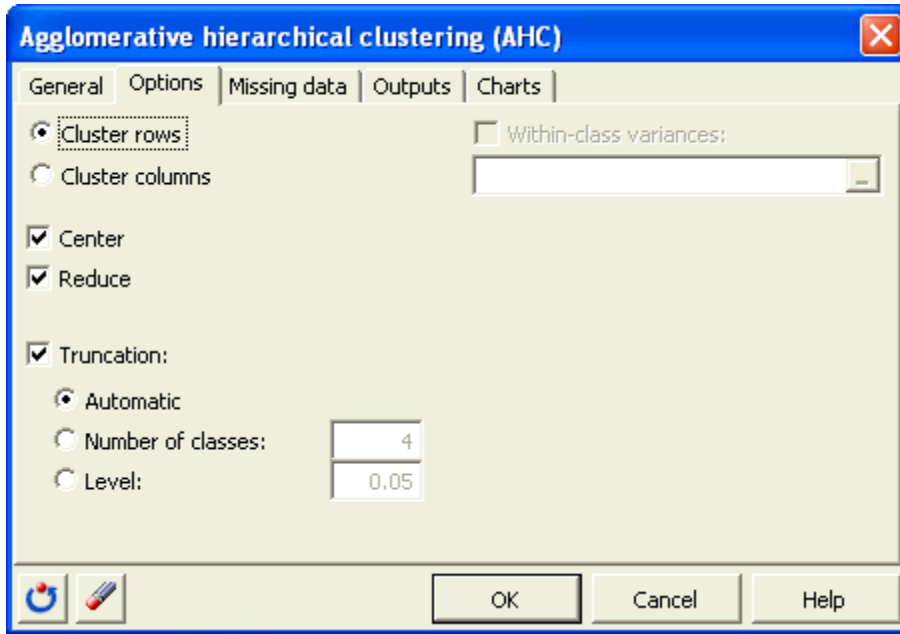 Agglomerative hierarchical clustering (AHC)
General Options Missing data Outputs Charts
Cluster rows
Within-class variances:
Cluster columns
_
Center
Reduce
Truncation:
Automatic
Number of classes: 4
Level: 0.05
OK Cancel Help